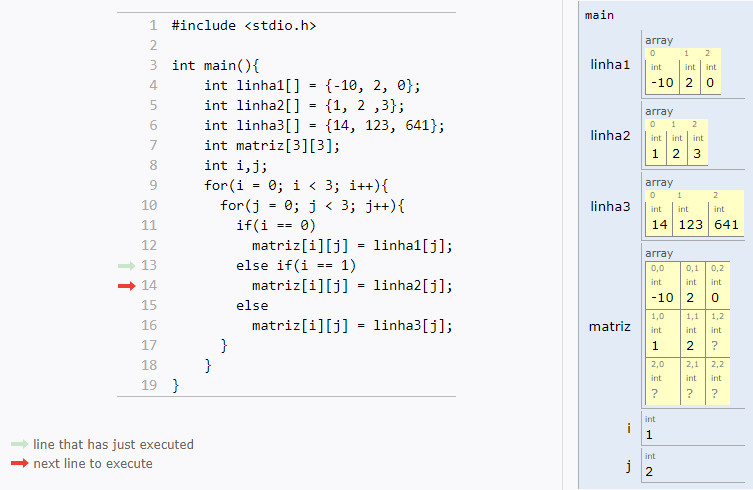 1 #include <stdio.h>
2
3 int main(){
4 int linha1[] = {-10, 2, 0};
5 int linha2[] = {1, 2 ,3};
6 int linha3[] = {14, 123, 641};
7 int matriz[3][3];
8 int i,j;
9 for(i = 0; i < 3; i++){
10 for(j = 0; j < 3; j++){
11 if(i == 0)
12 matriz[i][j] = linha1[j];
13 else if(i == 1)
14 matriz[i][j] = linha2[j];
15 else
16 matriz[i][j] = linha3[j];
17 }
18 }
19 }
line that has just executed
next line to execute
main
array
0 1 2
int int int
linha1 -10 2 0
array
0 1 2
int int int
linha2 1 2 3
array
0 1 2
int int int
linha3 14 123 641
array
0,0 0,1 0,2
int int int
-10 2 0
1,0 1,1 1,2
matriz int int int
1 2 ?
2,0 2,1 2,2
int int int
? ? ?
int
i 1
int
j 2